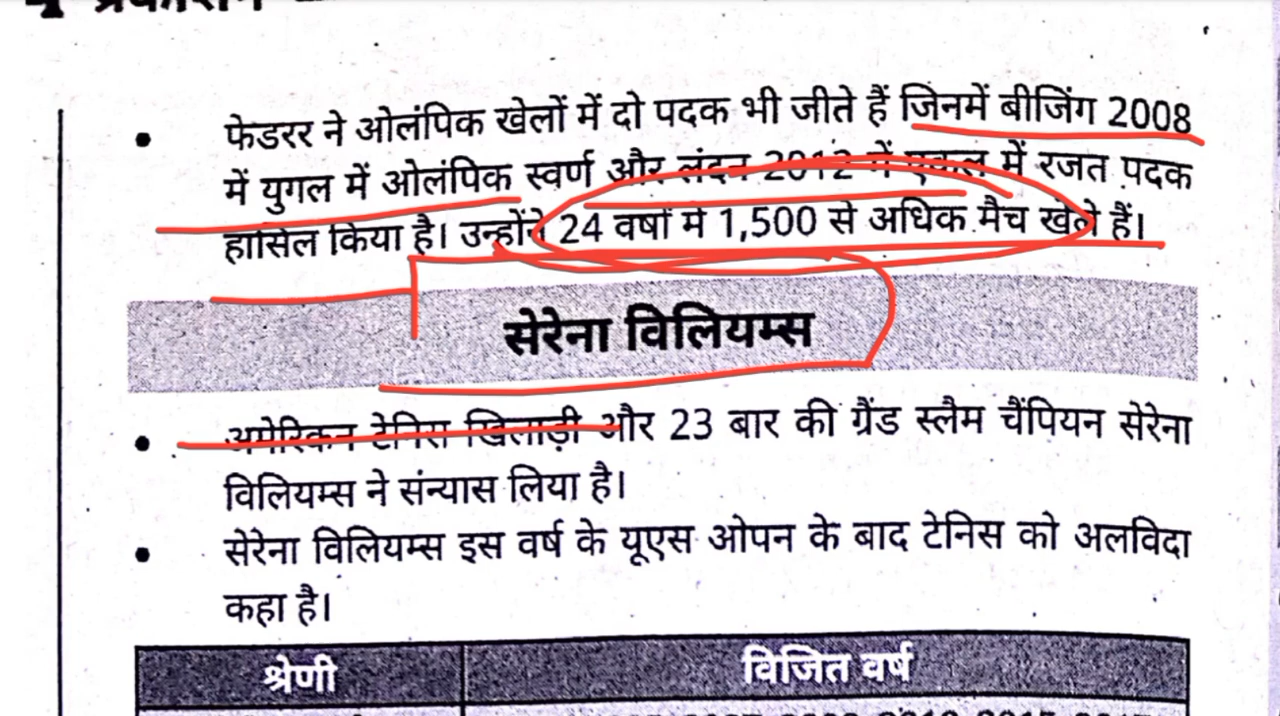 फेडरर ने ओलंपिक खेलों में दो पदक भी जीते हैं जिनमें बीजिंग 2008
में युगल में ओलंपिक स्वर्ण और लंदन 2012 में एकल में रजत पदक
हासिल किया है। उन्होंने 24 वर्षों में 1,500 से अधिक मैच खेले हैं।
सेरेना विलियम्स
• अमेरिकन टेनिस खिलाड़ी और 23 बार की ग्रैंड स्लैम चैंपियन सेरेना
विलियम्स ने संन्यास लिया है।
• सेरेना विलियम्स इस वर्ष के यूएस ओपन के बाद टेनिस को अलविदा
कहा है।
श्रेणी विजित वर्ष